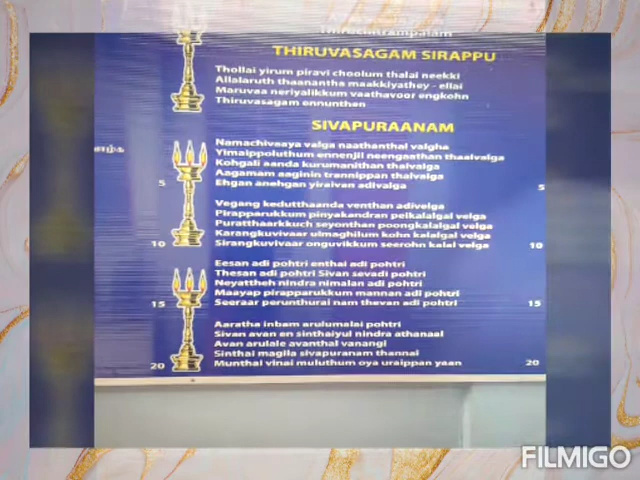 Thiruchitrampalam
THIRUVASAGAM SIRAPPU
Thollai yirum piravi choolum thalai neekki
Allalaruth thaanantha maakkiyathey - ellai
Maruvaa neriyalikkum vaathavoor engkohn
Thiruvasagam ennunthen
SIVAPURAANAM
Namachivaaya valga naathanthal valgha
Yimaippoluthum ennenjil neengaathan thaalvalga
Kohgali aanda kurumanithan thalvalga
Aagamam aaginin trannippan thalvalga
5 Ehgan anehgan yiraivan adivalga 5
Vegang kedutthaanda venthan adivelga
Pirapparukkum pinyakandran peikalalgal velga
Puratthaarkkuch seyonthan poongkalalgal velga
Karangkuvivaar ulmaghilum kohn kalalgal velga
10 Sirangkuvivaar onguvikkum seerohn kalal velga 10
Eesan adi pohtri enthai adi pohtri
Thesan adi pohtri Sivan sevadi pohtri
Neyattheh nindra nimalan adi pohtri
Maayap pirapparukkum mannan adi pohtri
15 Seeraar perunthurai nam thevan adi pohtri 15
Aaratha inbam arulumalai pohtri
Sivan avan en sinthaiyul nindra athanaal
Avan arulale avanthal vanangi
Sinthai magila sivapuranam thannai
20 Munthai vinai muluthum oya uraippan yaan 20
FILMIGO